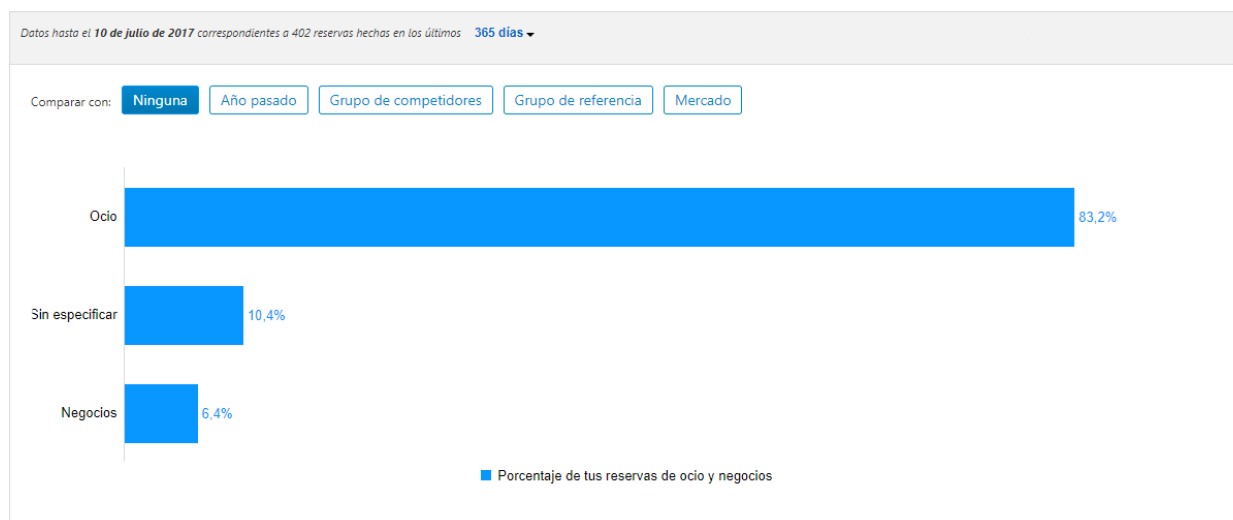 Datos hasta el 10 de julio de 2017 correspondientes a 402 reservas hechas en los últimos 365 días
Comparar con: Ninguna Año pasado Grupo de competidores Grupo de referencia Mercado
Ocio 83,2%
Sin especificar 10,4%
Negocios 6,4%
Porcentaje de tus reservas de ocio y negocios